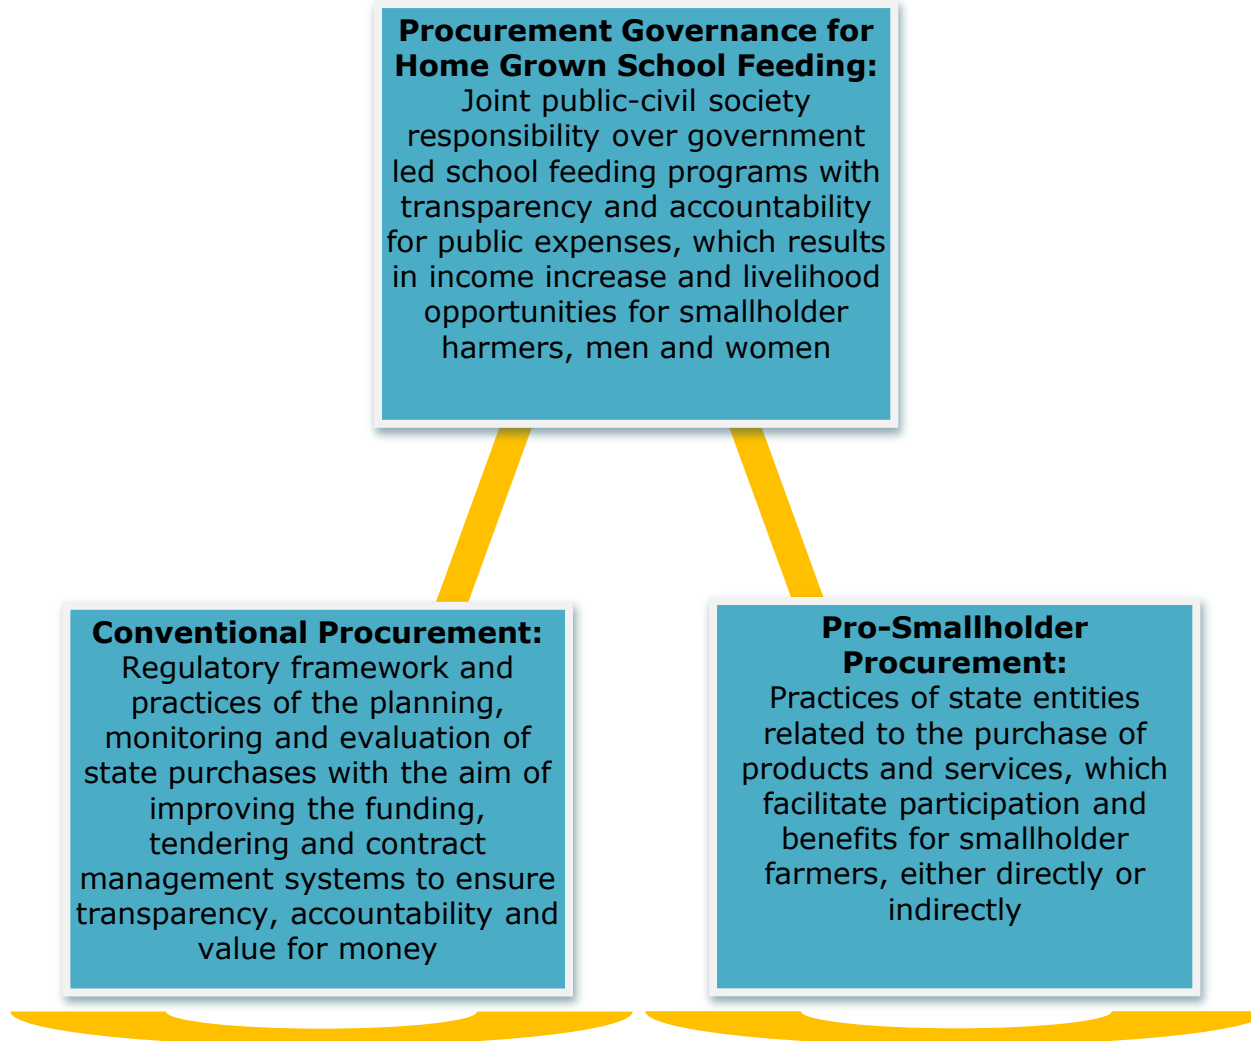 Procurement Governance for
Home Grown School Feeding:
Joint public-civil society
responsibility over government
led school feeding programs with
transparency and accountability
for public expenses, which results
in income increase and livelihood
opportunities for smallholder
harmers, men and women
Conventional Procurement:
Regulatory framework and
practices of the planning,
monitoring and evaluation of
state purchases with the aim of
improving the funding,
tendering and contract
management systems to ensure
transparency, accountability and
value for money
Pro-Smallholder
Procurement:
Practices of state entities
related to the purchase of
products and services, which
facilitate participation and
benefits for smallholder
farmers, either directly or
indirectly